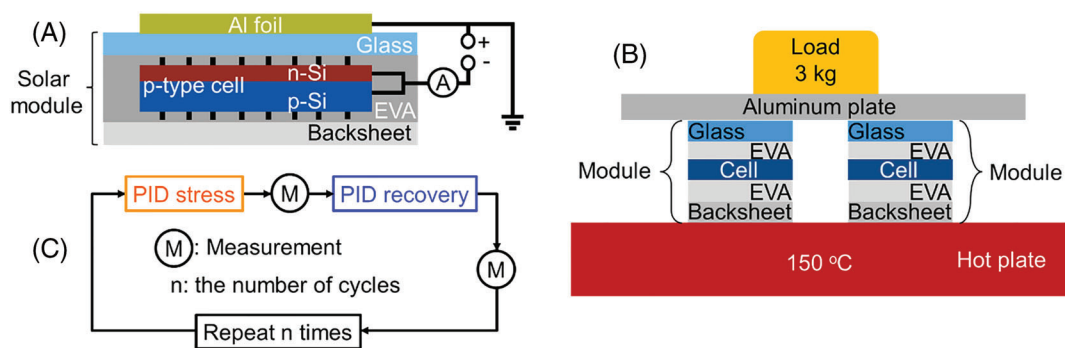 (A)
Al foil
Glass
+
-
Solar
module
n-Si
p-type cell
A
p-Si
EVA
Backsheet
(B)
Load
3 kg
Aluminum plate
Glass
Glass
EVA
EVA
Module
Cell
Cell
Module
EVA
EVA
Backsheet
Backsheet
150 ºC
Hot plate
(C)
PID stress
M
PID recovery
M : Measurement
M
n: the number of cycles
Repeat n times